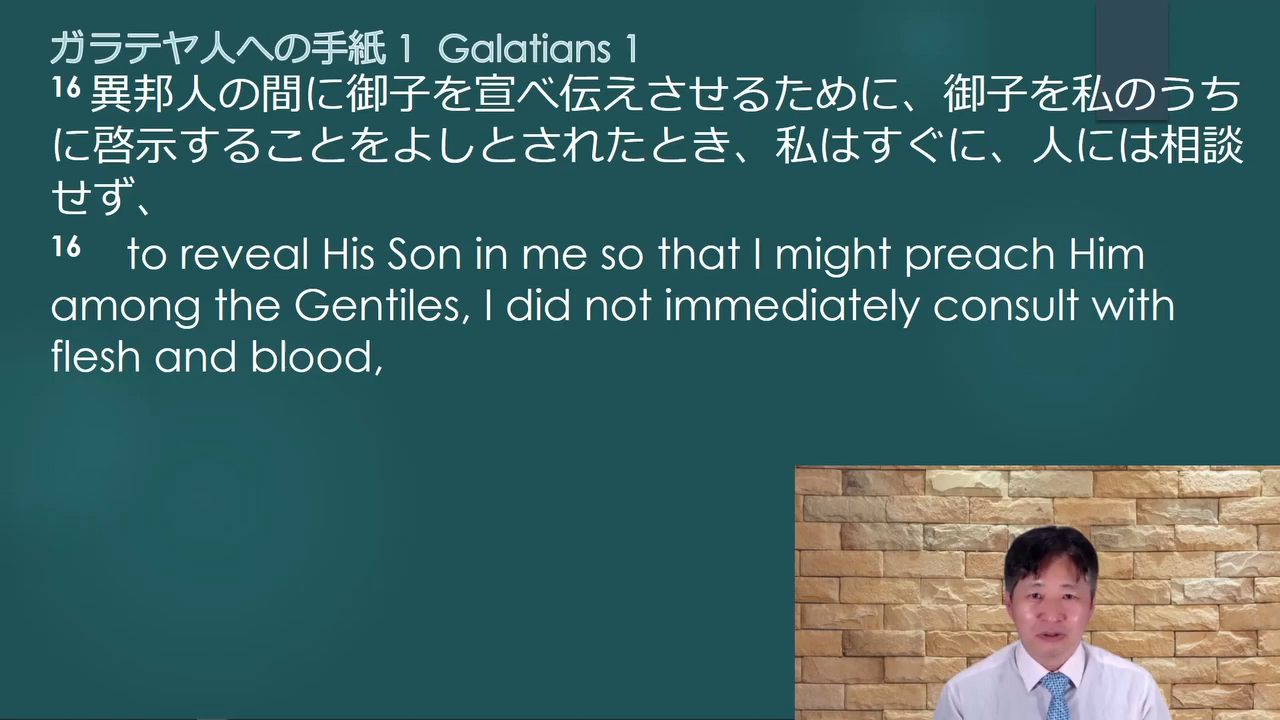 ガラテヤ人への手紙 1 Galatians 1
16 異邦人の間に御子を宣べ伝えさせるために、御子を私のうち
に啓示することをよしとされたとき、私はすぐに、人には相談
せず、
16 to reveal His Son in me so that I might preach Him
among the Gentiles, I did not immediately consult with
flesh and blood,